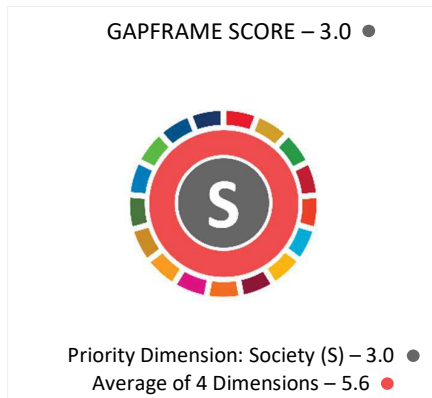 GAPFRAME SCORE – 3.0
S
Priority Dimension: Society (S) – 3.0
Average of 4 Dimensions – 5.6